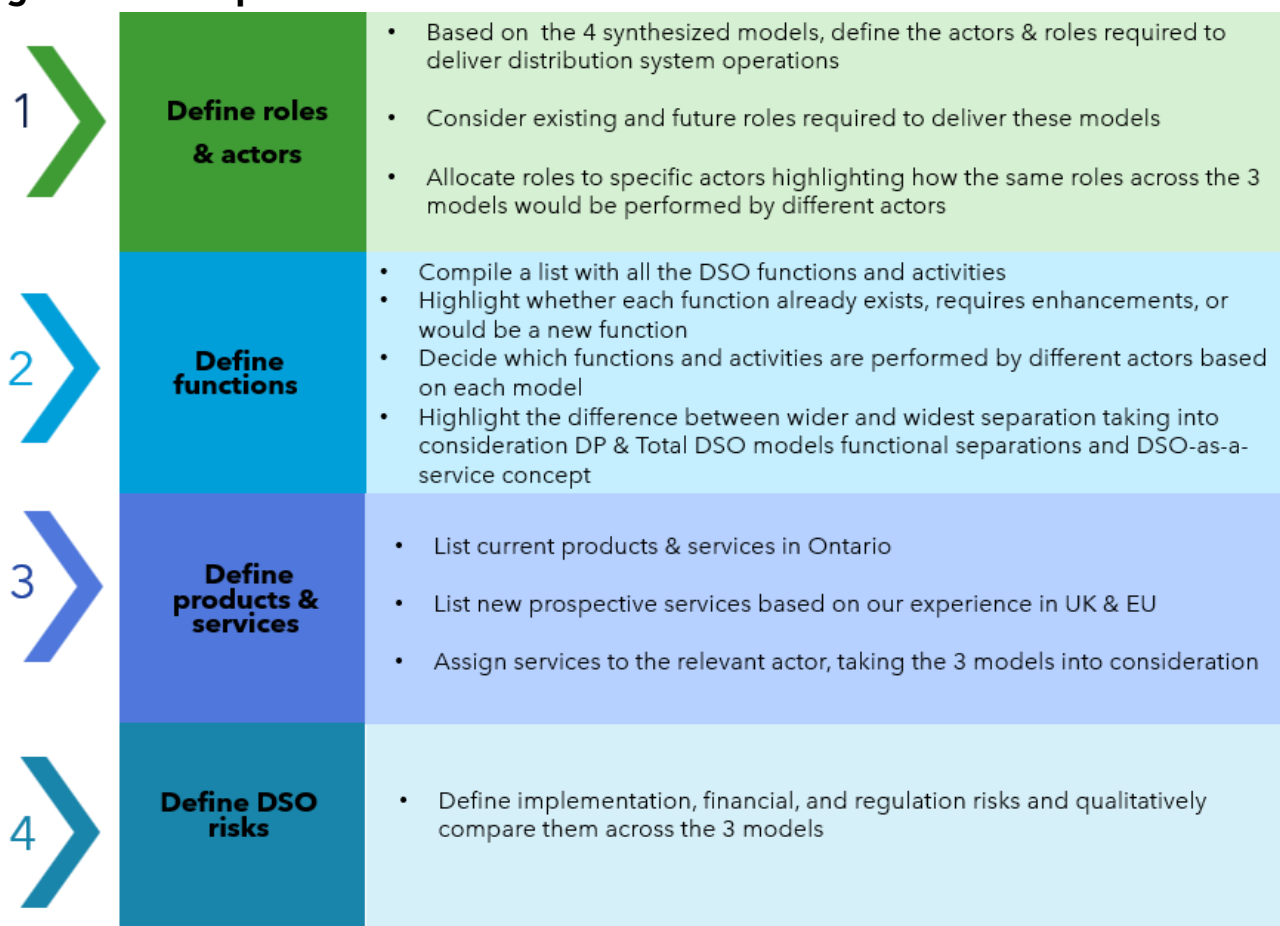 1
Define roles
& actors
• Based on the 4 synthesized models, define the actors & roles required to
deliver distribution system operations
• Consider existing and future roles required to deliver these models
• Allocate roles to specific actors highlighting how the same roles across the 3
models would be performed by different actors
2
Define
functions
• Compile a list with all the DSO functions and activities
• Highlight whether each function already exists, requires enhancements, or
would be a new function
• Decide which functions and activities are performed by different actors based
on each model
• Highlight the difference between wider and widest separation taking into
consideration DP & Total DSO models functional separations and DSO-as-a-
service concept
3
Define
products &
services
• List current products & services in Ontario
• List new prospective services based on our experience in UK & EU
• Assign services to the relevant actor, taking the 3 models into consideration
4
Define DSO
risks
• Define implementation, financial, and regulation risks and qualitatively
compare them across the 3 models